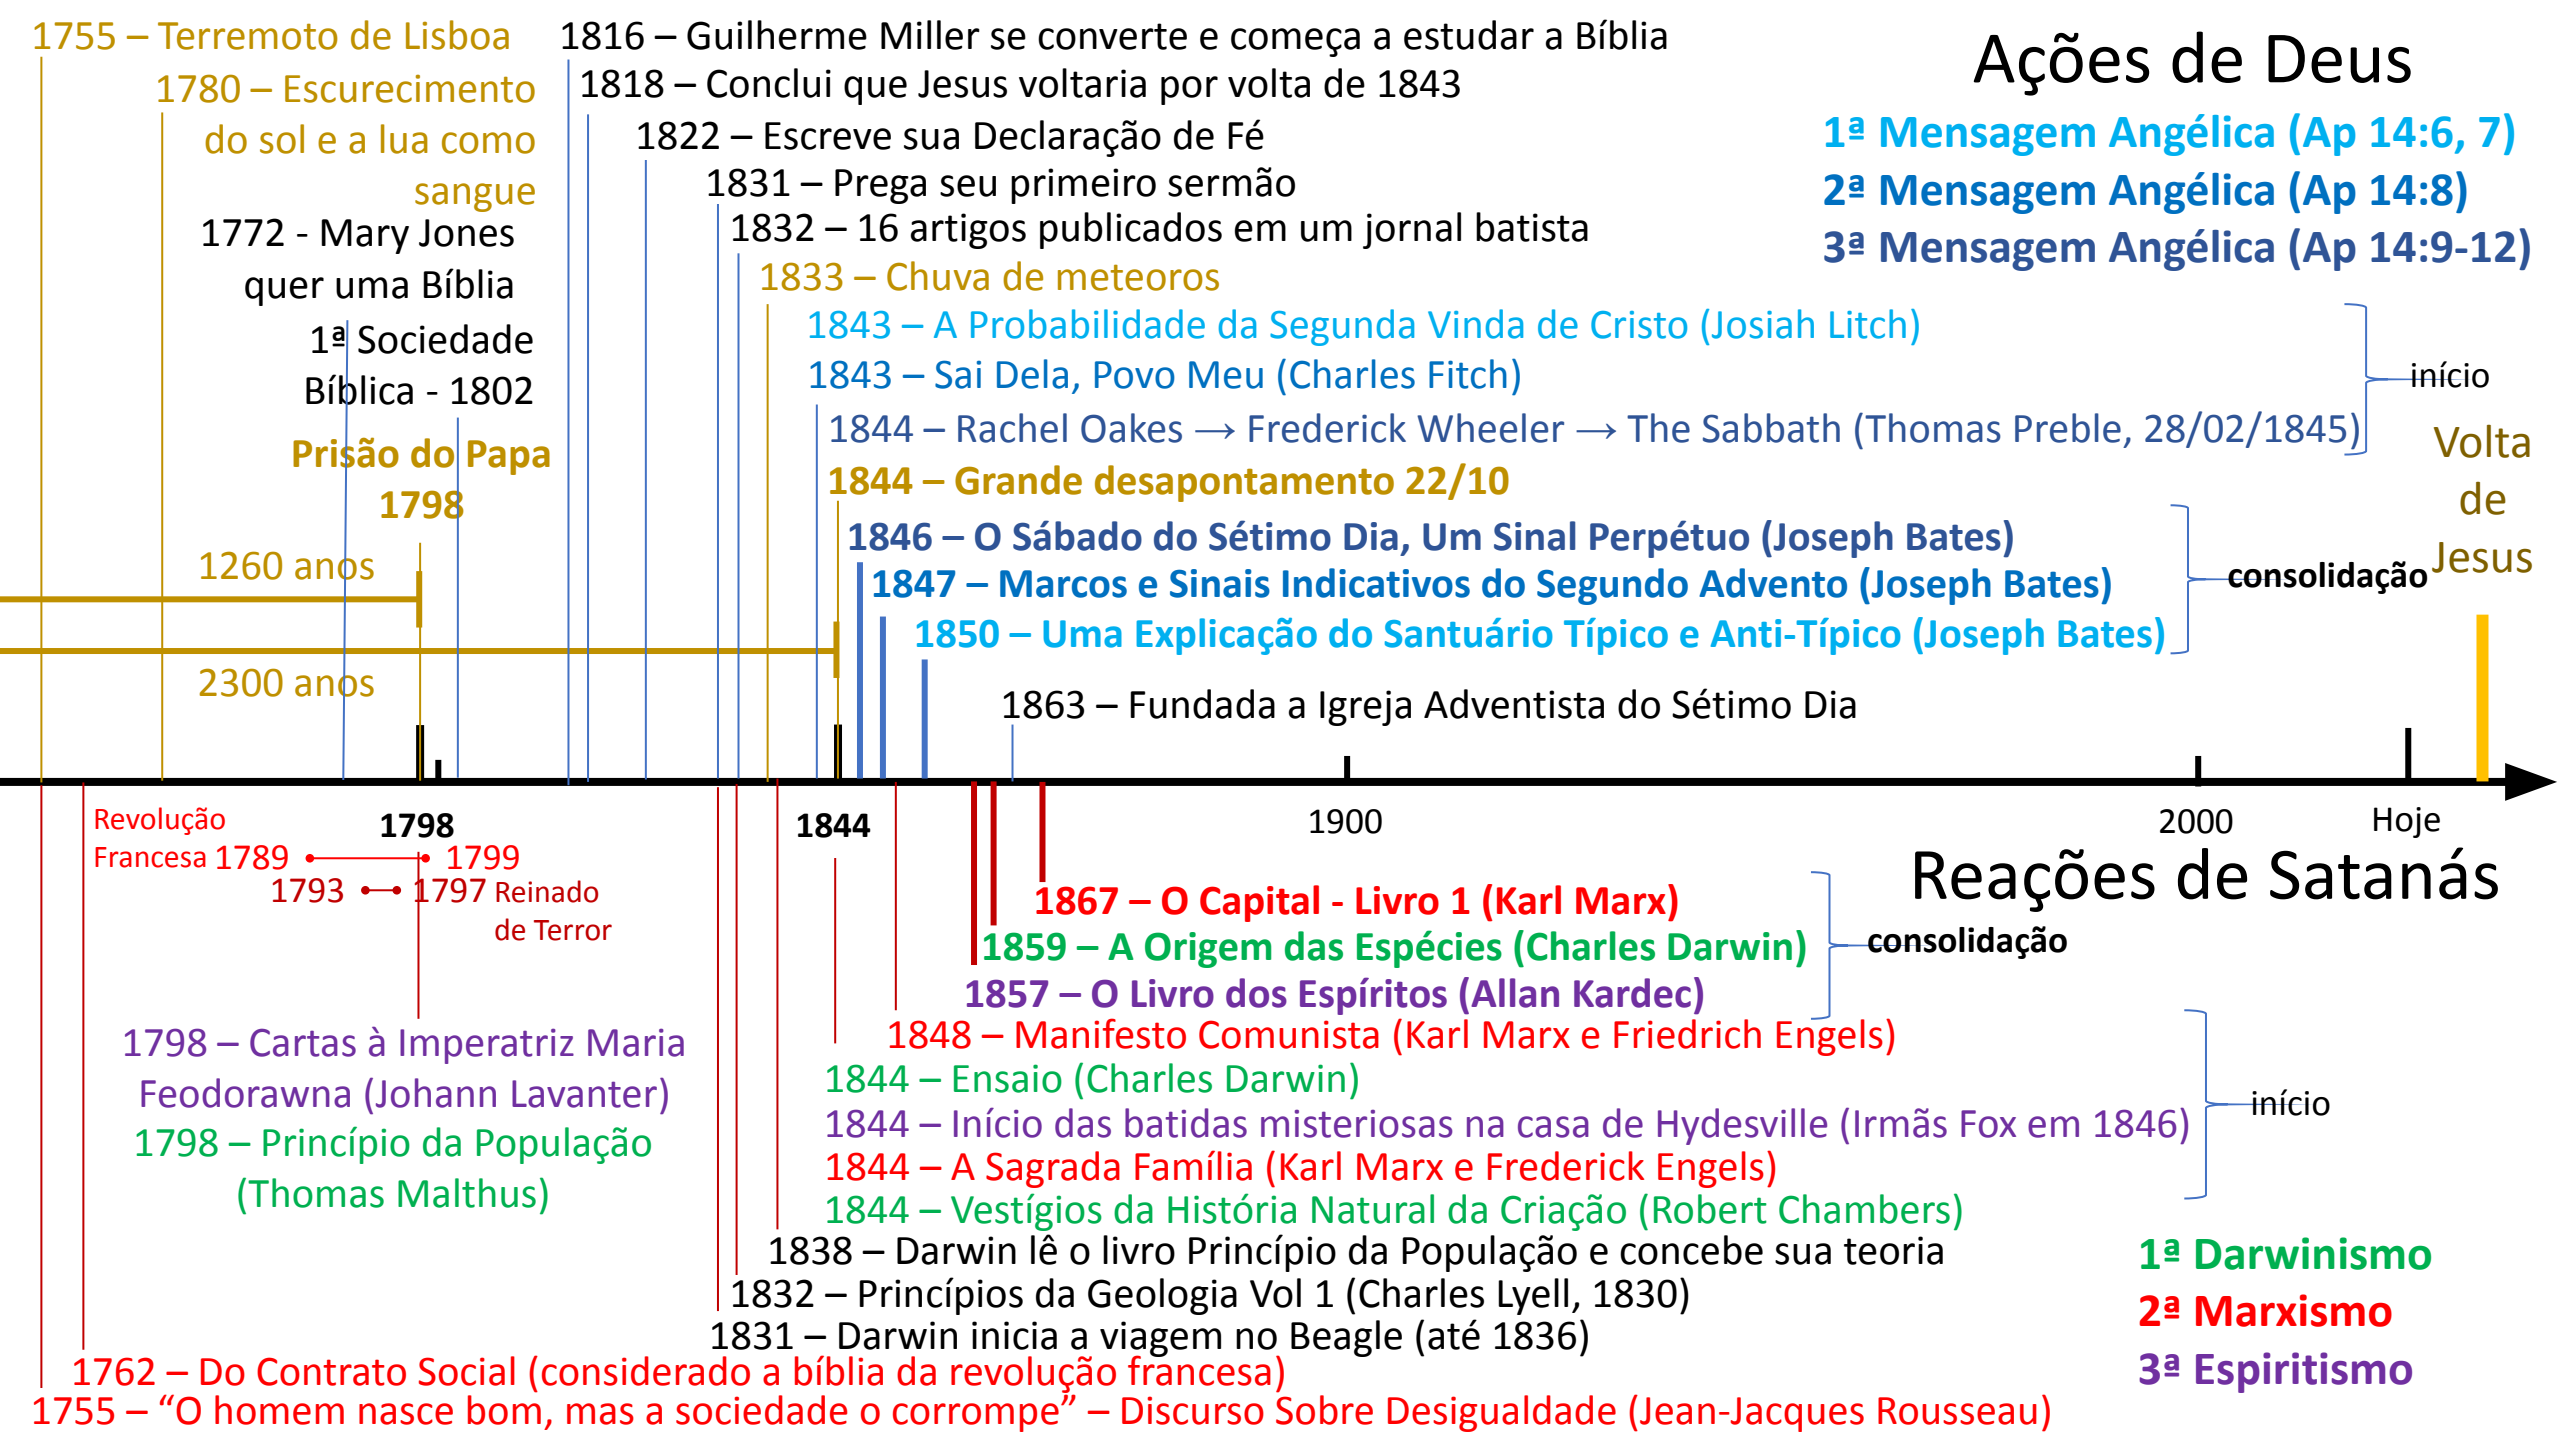 1755 – Terremoto de Lisboa
1780 – Escurecimento
do sol e a lua como
sangue
1772 - Mary Jones
quer uma Bíblia
1ª Sociedade
Bíblica - 1802
Prisão do Papa
1798
1260 anos
2300 anos
1816 – Guilherme Miller se converte e começa a estudar a Bíblia
1818 – Conclui que Jesus voltaria por volta de 1843
1822 – Escreve sua Declaração de Fé
1831 – Prega seu primeiro sermão
1832 – 16 artigos publicados em um jornal batista
1833 – Chuva de meteoros
1843 – A Probabilidade da Segunda Vinda de Cristo (Josiah Litch)
1843 – Sai Dela, Povo Meu (Charles Fitch)
1844 – Rachel Oakes → Frederick Wheeler → The Sabbath (Thomas Preble, 28/02/1845)
início
1844 – Grande desapontamento 22/10
1846 – O Sábado do Sétimo Dia, Um Sinal Perpétuo (Joseph Bates)
1847 – Marcos e Sinais Indicativos do Segundo Advento (Joseph Bates)
1850 – Uma Explicação do Santuário Típico e Anti-Típico (Joseph Bates)
consolidação
1863 – Fundada a Igreja Adventista do Sétimo Dia
Ações de Deus
1ª Mensagem Angélica (Ap 14:6, 7)
2ª Mensagem Angélica (Ap 14:8)
3ª Mensagem Angélica (Ap 14:9-12)
Volta
de
Jesus
1798
1844
1900
2000
Hoje
Revolução
Francesa 1789
1799
1793
1797 Reinado
de Terror
Reações de Satanás
1867 – O Capital - Livro 1 (Karl Marx)
1859 – A Origem das Espécies (Charles Darwin)
1857 – O Livro dos Espíritos (Allan Kardec)
consolidação
1798 – Cartas à Imperatriz Maria
Feodorawna (Johann Lavanter)
1798 – Princípio da População
(Thomas Malthus)
1848 – Manifesto Comunista (Karl Marx e Friedrich Engels)
1844 – Ensaio (Charles Darwin)
1844 – Início das batidas misteriosas na casa de Hydesville (Irmãs Fox em 1846)
1844 – A Sagrada Família (Karl Marx e Frederick Engels)
1844 – Vestígios da História Natural da Criação (Robert Chambers)
início
1838 – Darwin lê o livro Princípio da População e concebe sua teoria
1832 – Princípios da Geologia Vol 1 (Charles Lyell, 1830)
1831 – Darwin inicia a viagem no Beagle (até 1836)
1762 – Do Contrato Social (considerado a bíblia da revolução francesa)
1755 – “O homem nasce bom, mas a sociedade o corrompe” – Discurso Sobre Desigualdade (Jean-Jacques Rousseau)
1ª Darwinismo
2ª Marxismo
3ª Espiritismo